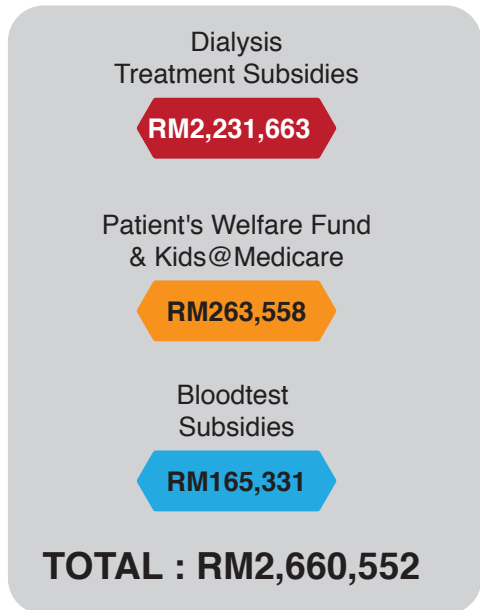 Dialysis
Treatment Subsidies
RM2,231,663
Patient's Welfare Fund
& Kids@Medicare
RM263,558
Bloodtest
Subsidies
RM165,331
TOTAL : RM2,660,552